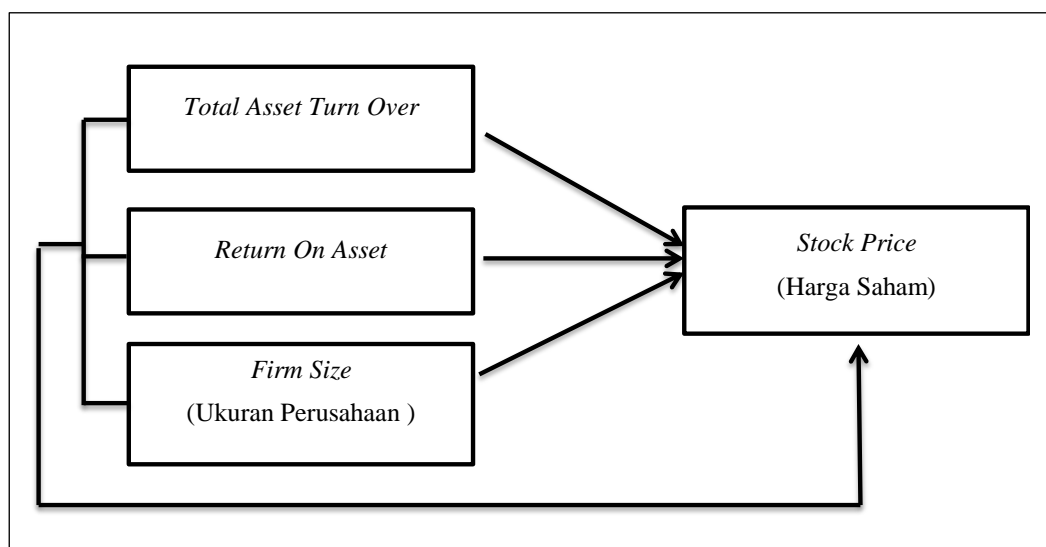 Total Asset Turn Over
Return On Asset
Firm Size
(Ukuran Perusahaan )
Stock Price
(Harga Saham)